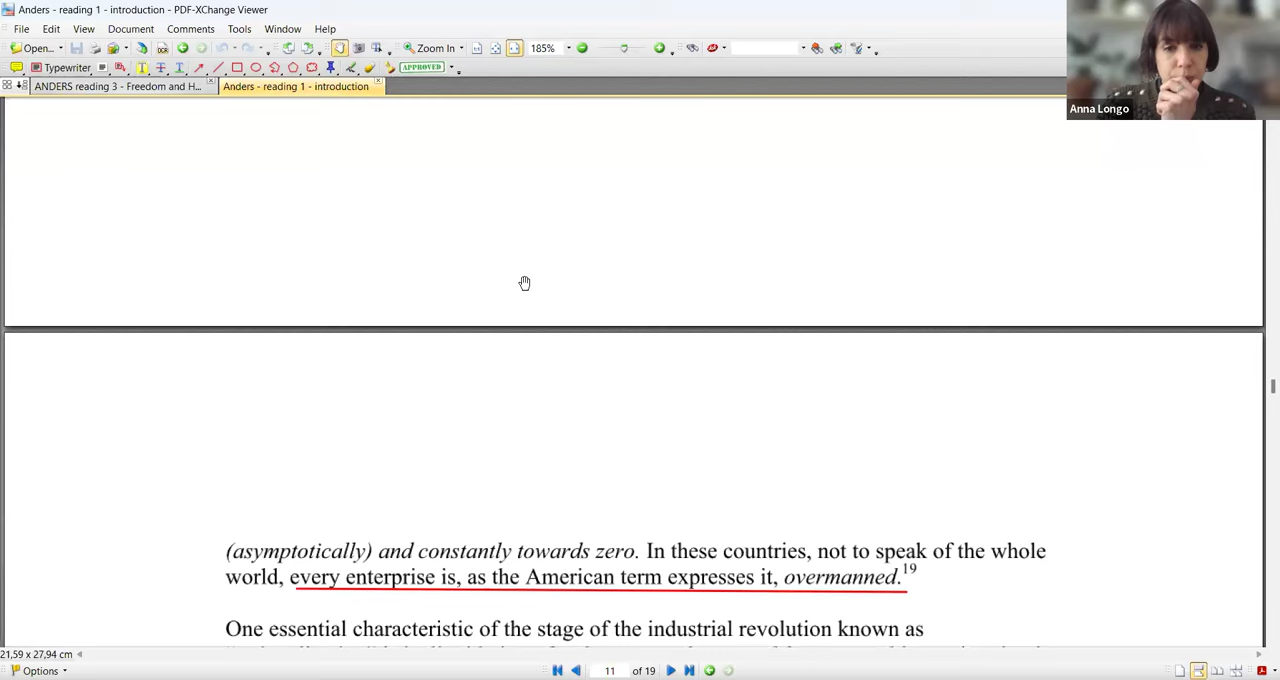 Anders - reading 1 - introduction - PDF-XChange Viewer
File Edit View Document Comments Tools Window Help
Open... OCR Zoom In 185%
Typewriter APPROVED
ANDERS reading 3 - Freedom and H... Anders - reading 1 - introduction
Anna Longo
(asymptotically) and constantly towards zero. In these countries, not to speak of the whole
world, every enterprise is, as the American term expresses it, overmanned.19
One essential characteristic of the stage of the industrial revolution known as
21,59 x 27,94 cm
Options 11 of 19